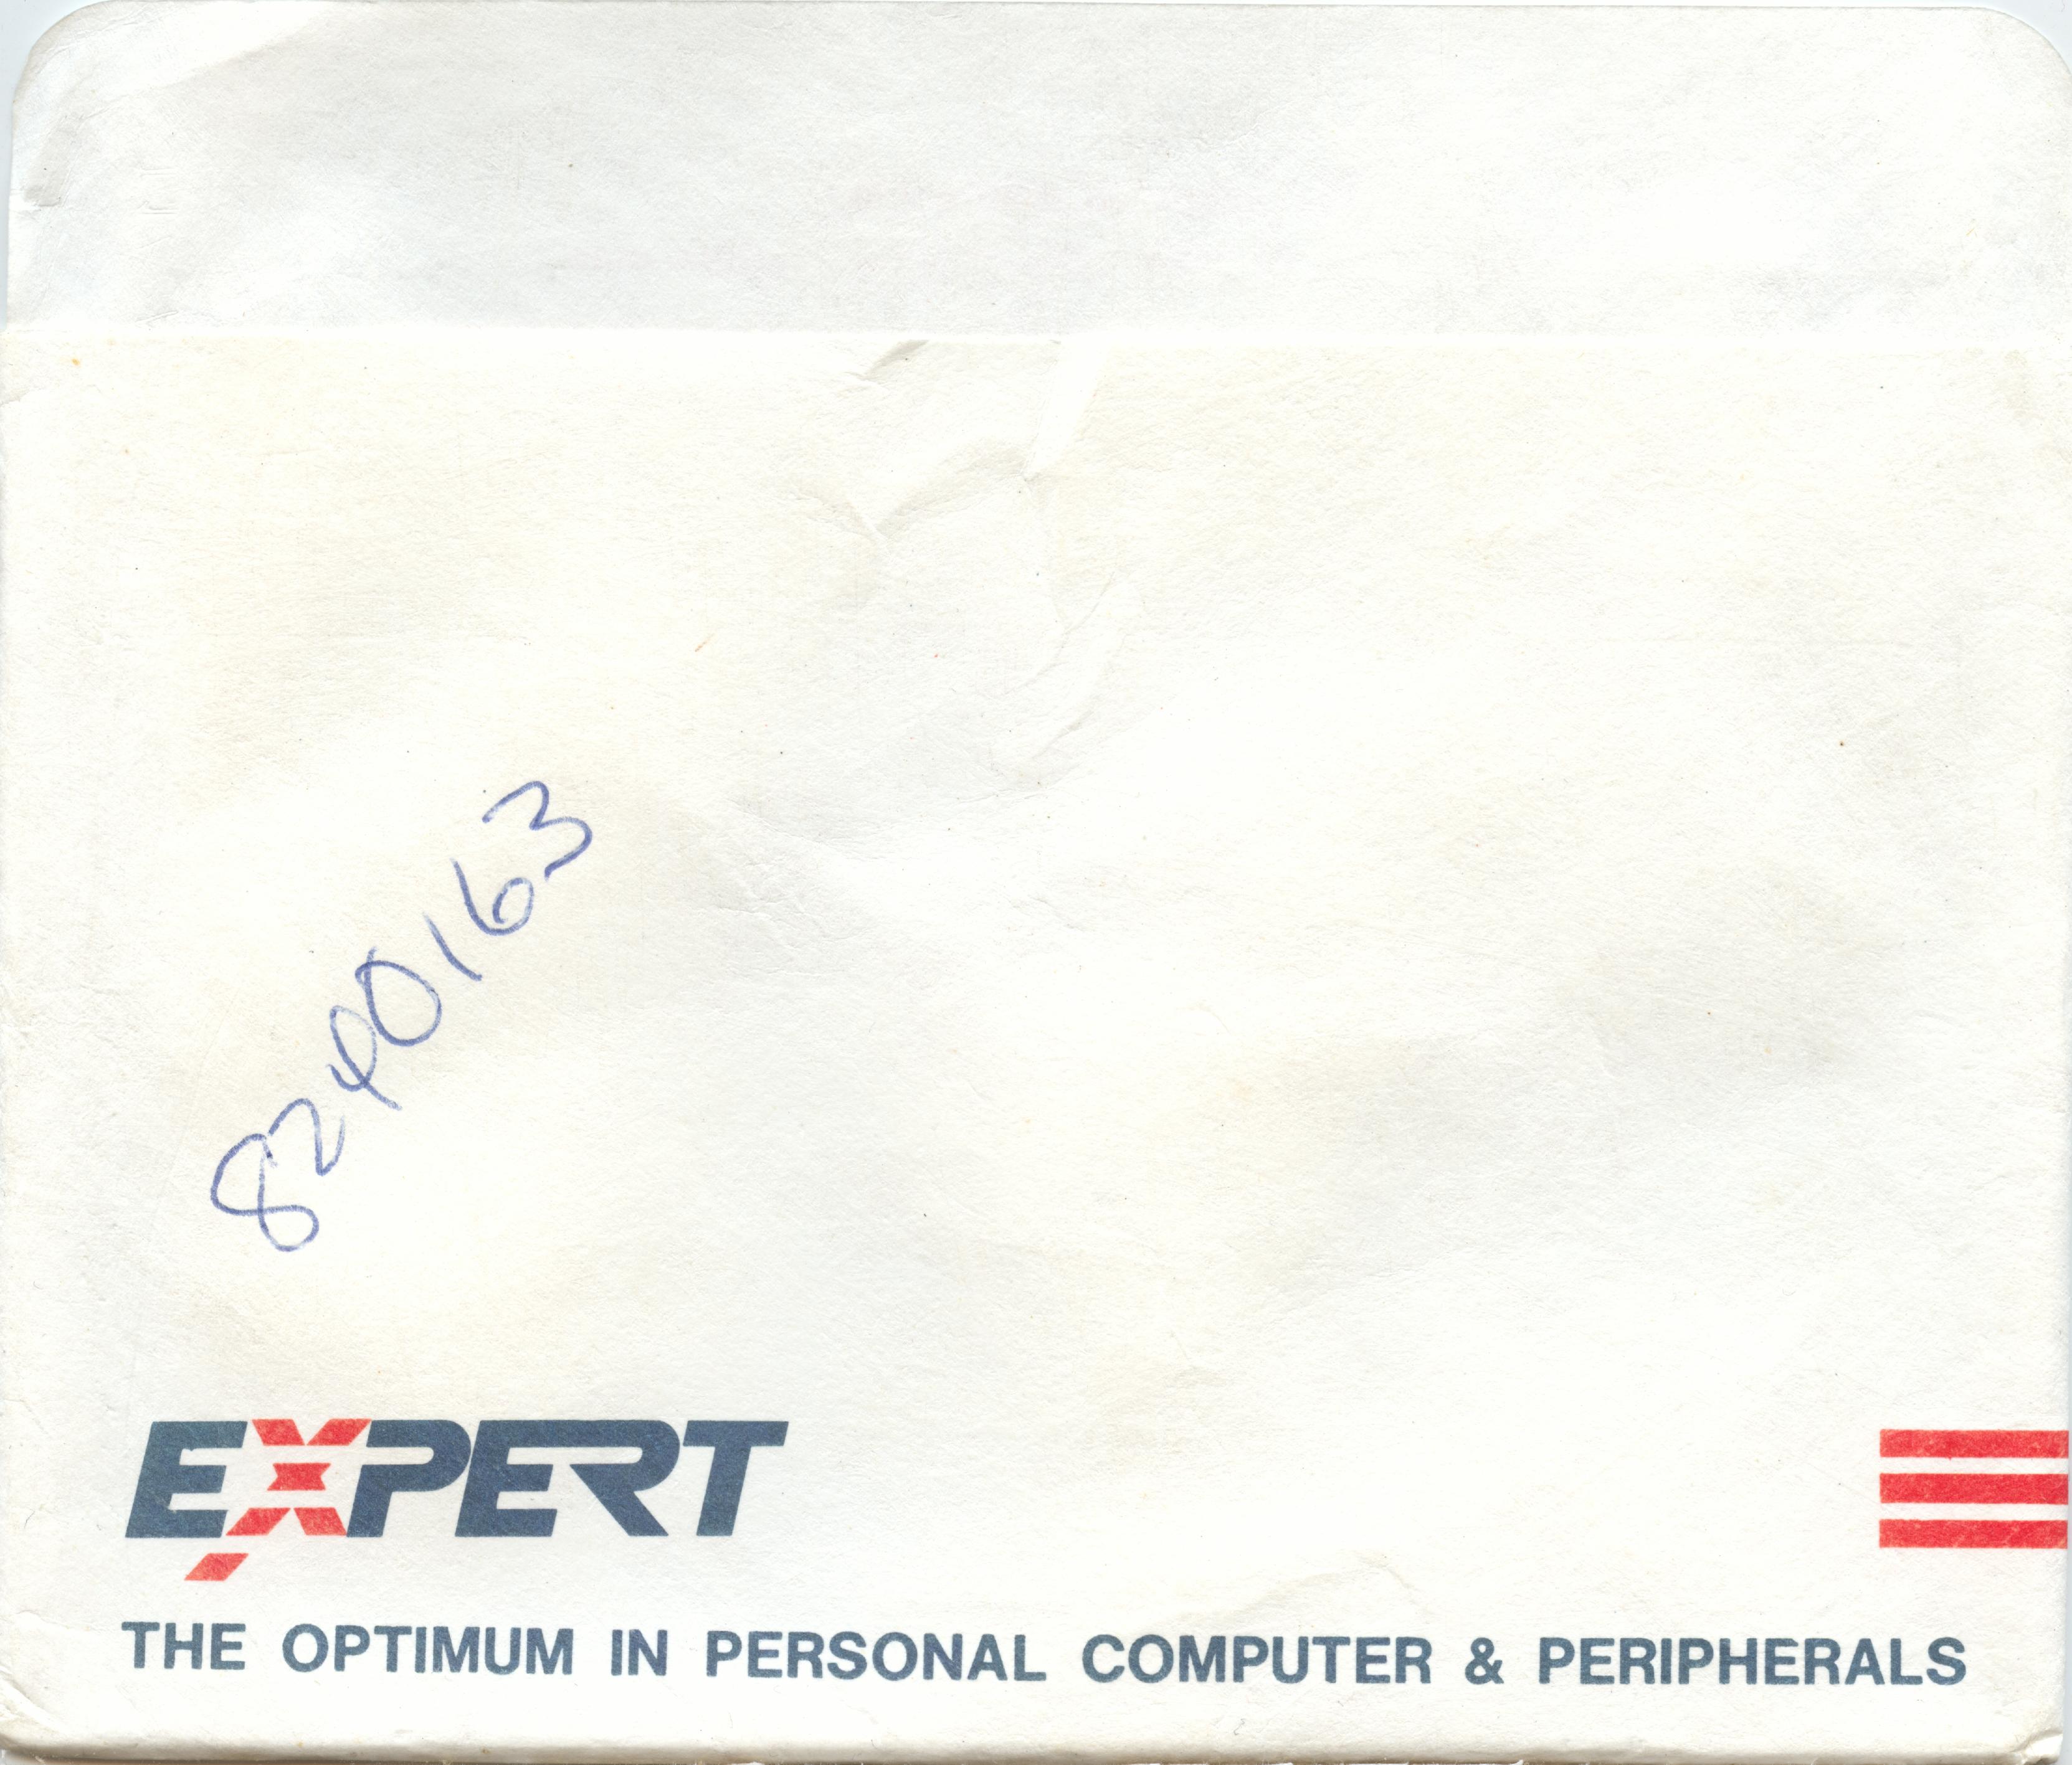 8240163
EXPERT
THE OPTIMUM IN PERSONAL COMPUTER & PERIPHERALS